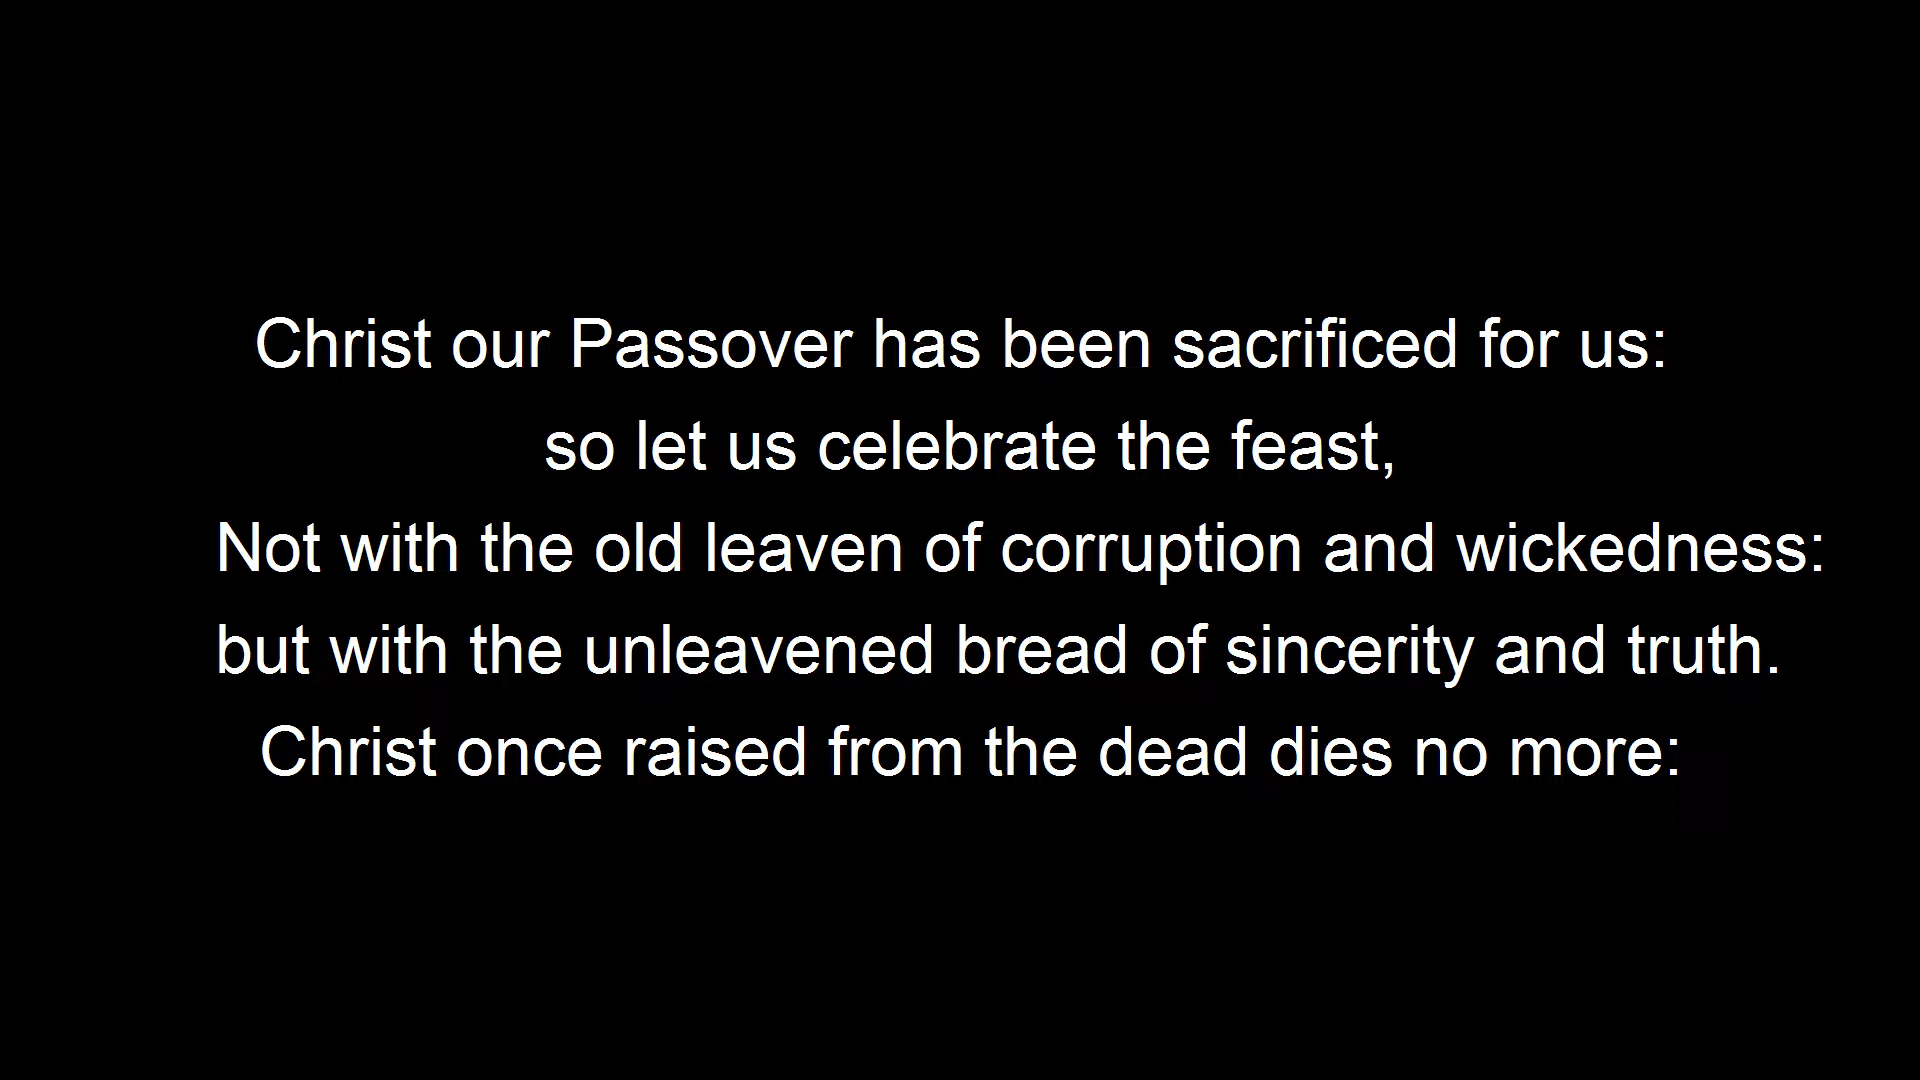 Christ our Passover has been sacrificed for us:
so let us celebrate the feast,
Not with the old leaven of corruption and wickedness:
but with the unleavened bread of sincerity and truth.
Christ once raised from the dead dies no more: